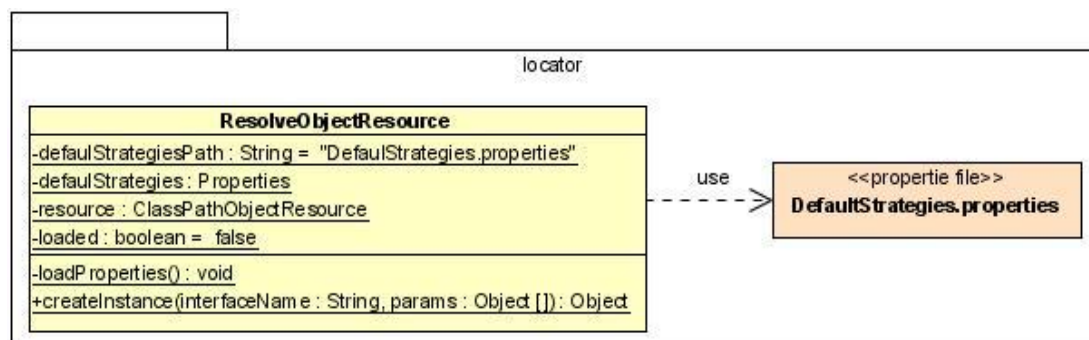 locator
ResolveObjectResource
-defaulStrategiesPath : String = "DefaulStrategies.properties"
-defaulStrategies : Properties
-resource : ClassPathObjectResource
-loaded : boolean = false
-loadProperties() : void
+createInstance(interfaceName : String, params : Object []) : Object
use
<<propertie file>>
DefaultStrategies.properties